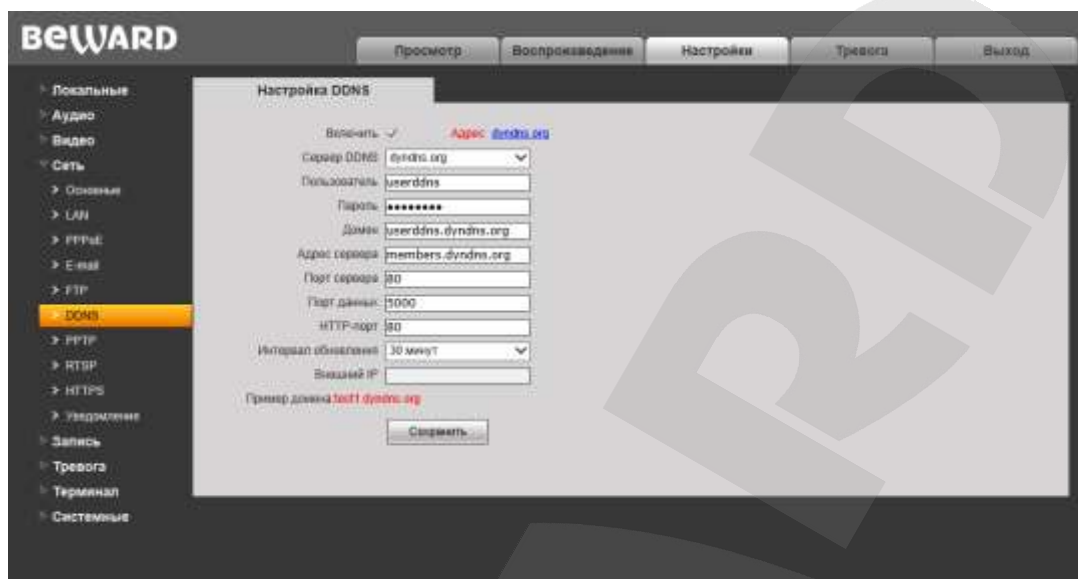 BEWARD
Просмотр Воспроизведение Настройки Тревога Выход
Локальные
Аудио
Видео
Сеть
Основные
LAN
PPPoE
E-mail
FTP
DDNS
PPTP
RTSP
HTTPS
Уведомление
Запись
Тревога
Терминал
Системные
Настройка DDNS
Включить Адрес dyndns.org
Сервер DDNS dyndns.org
Пользователь userddns
Пароль ••••••••
Домен userddns.dyndns.org
Адрес сервера members.dyndns.org
Порт сервера 80
Порт данных 5000
HTTP-порт 80
Интервал обновления 30 минут
Внешний IP
Пример домена:test1.dyndns.org
Сохранить